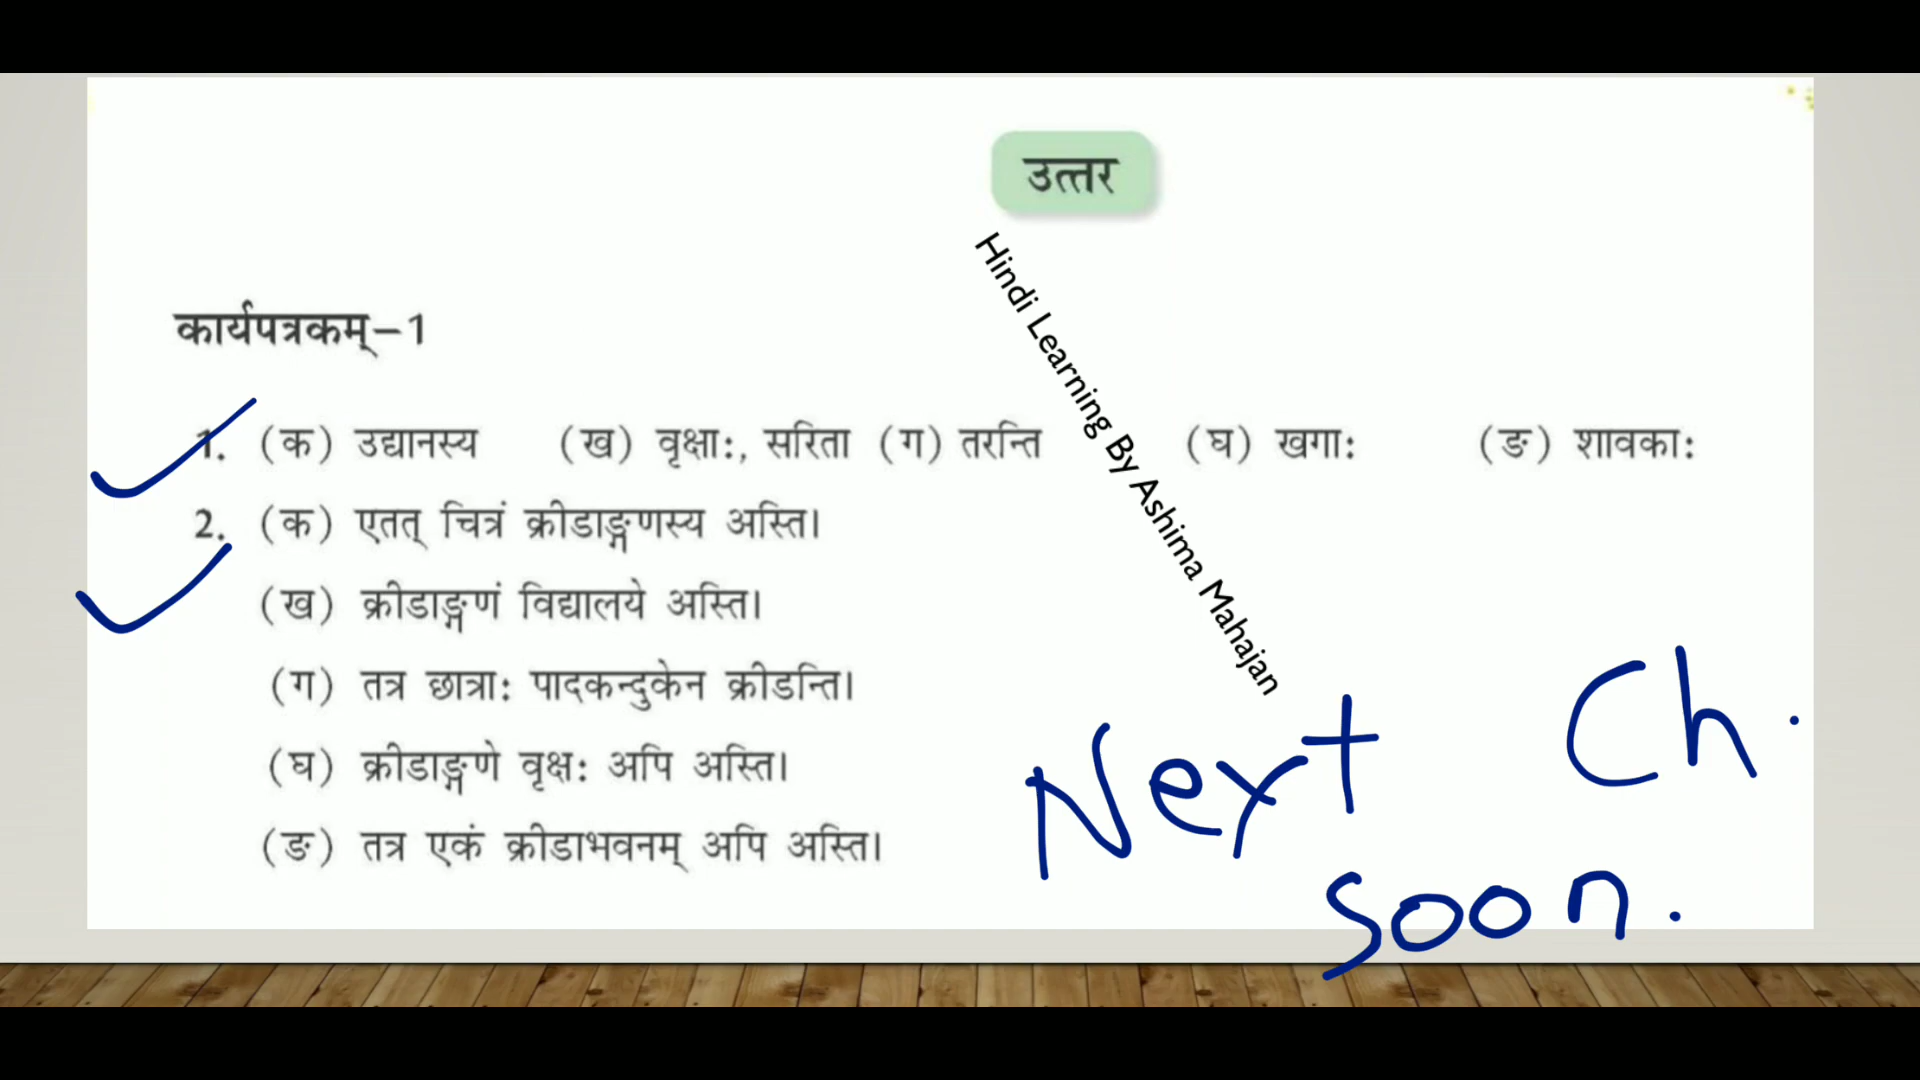 उत्तर
Hindi Learning By Ashima Mahajan
कार्यपत्रकम्–1
1. (क) उद्यानस्य (ख) वृक्षाः, सरिता (ग) तरन्ति (घ) खगाः (ङ) शावकाः
2. (क) एतत् चित्रं क्रीडाङ्गणस्य अस्ति।
(ख) क्रीडाङ्गणं विद्यालये अस्ति।
(ग) तत्र छात्राः पादकन्दुकेन क्रीडन्ति।
(घ) क्रीडाङ्गणे वृक्षः अपि अस्ति।
(ङ) तत्र एकं क्रीडाभवनम् अपि अस्ति।
Next Ch.
soon.